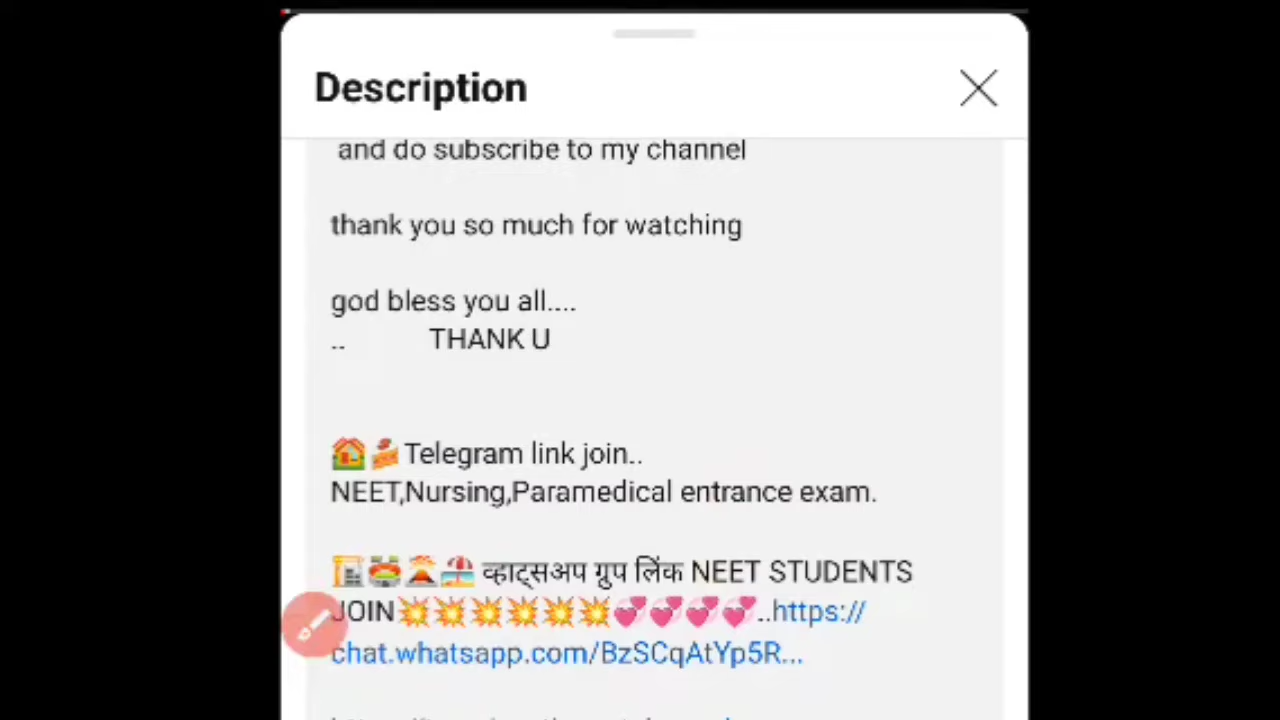 Description
and do subscribe to my channel
thank you so much for watching
god bless you all....
.. THANK U
🏠🍰Telegram link join..
NEET,Nursing,Paramedical entrance exam.
🏗️🏟️🌋🏖️ व्हाट्सअप ग्रुप लिंक NEET STUDENTS
JOIN💥💥💥💥💥💥💞💞💞💞..https://
chat.whatsapp.com/BzSCqAtYp5R...